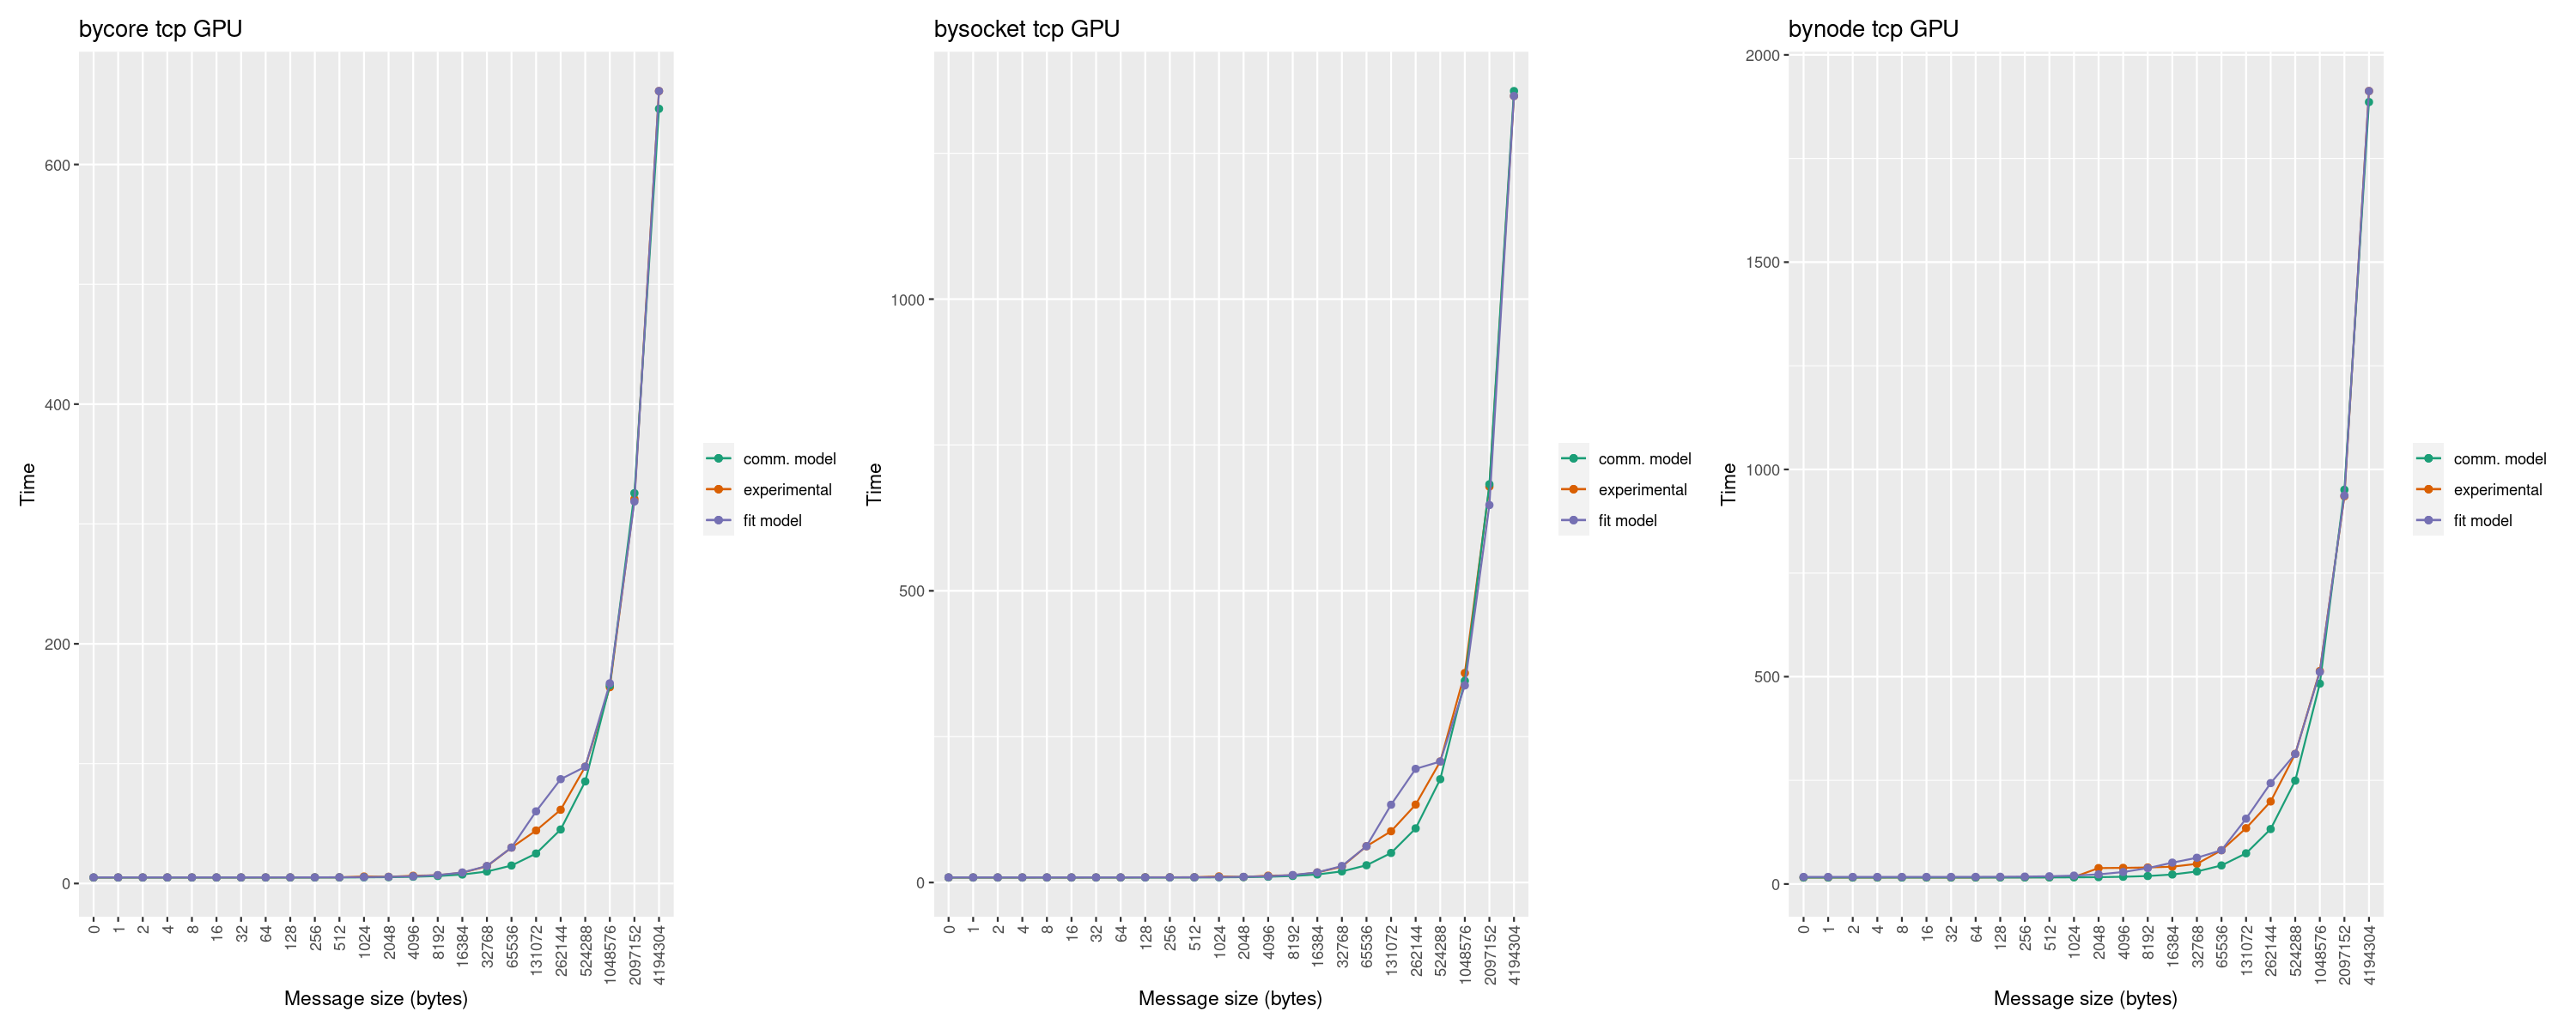 bycore tcp GPU
Time
600
400
200
0
0 1 2 4 8 16 32 64 128 256 512 1024 2048 4096 8192 16384 32768 65536 131072 262144 524288 1048576 2097152 4194304
Message size (bytes)
comm. model
experimental
fit model
bysocket tcp GPU
Time
1000
500
0
0 1 2 4 8 16 32 64 128 256 512 1024 2048 4096 8192 16384 32768 65536 131072 262144 524288 1048576 2097152 4194304
Message size (bytes)
comm. model
experimental
fit model
bynode tcp GPU
Time
2000
1500
1000
500
0
0 1 2 4 8 16 32 64 128 256 512 1024 2048 4096 8192 16384 32768 65536 131072 262144 524288 1048576 2097152 4194304
Message size (bytes)
comm. model
experimental
fit model